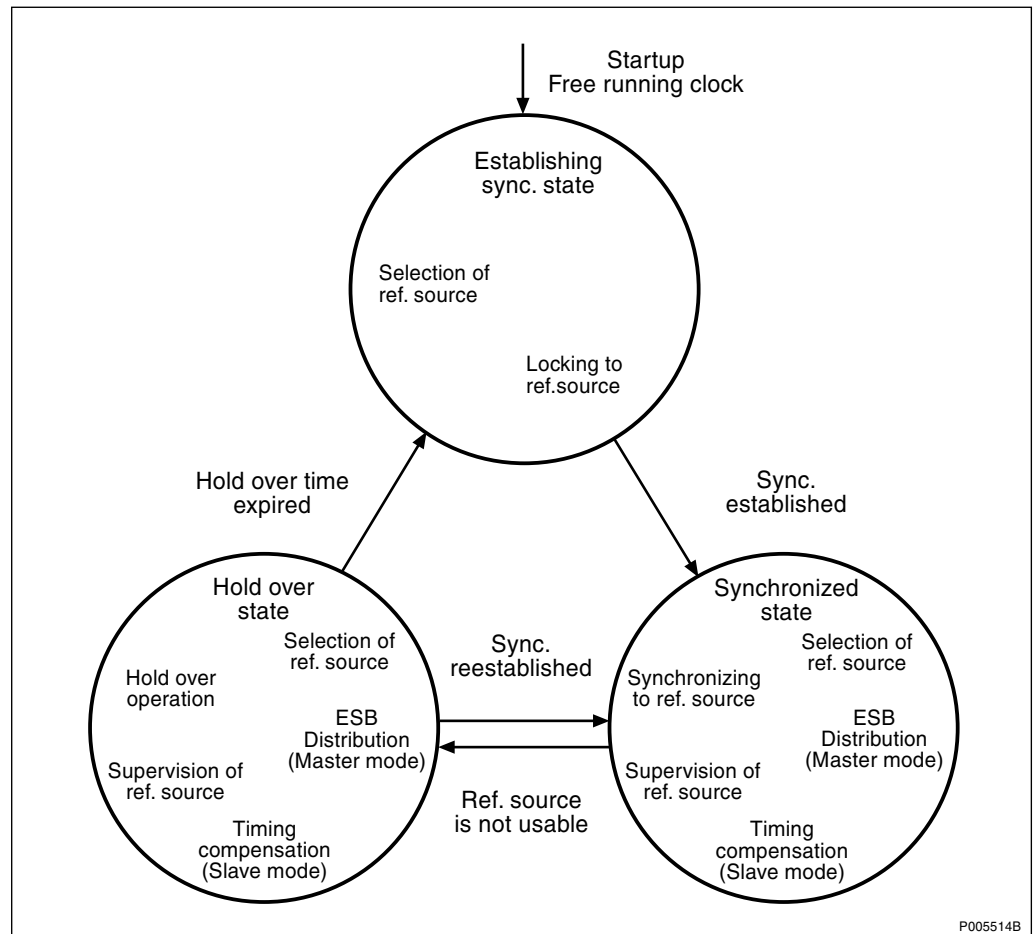 Startup
Free running clock
Establishing
sync. state
Selection of
ref. source
Locking to
ref.source
Hold over time
expired
Sync.
established
Hold over
state
Selection of
ref. source
Hold over
operation
ESB
Distribution
(Master mode)
Supervision of
ref. source
Timing
compensation
(Slave mode)
Sync.
reestablished
Ref. source
is not usable
Synchronized
state
Selection of
ref. source
Synchronizing
to ref. source
ESB
Distribution
(Master mode)
Supervision of
ref. source
Timing
compensation
(Slave mode)
P005514B